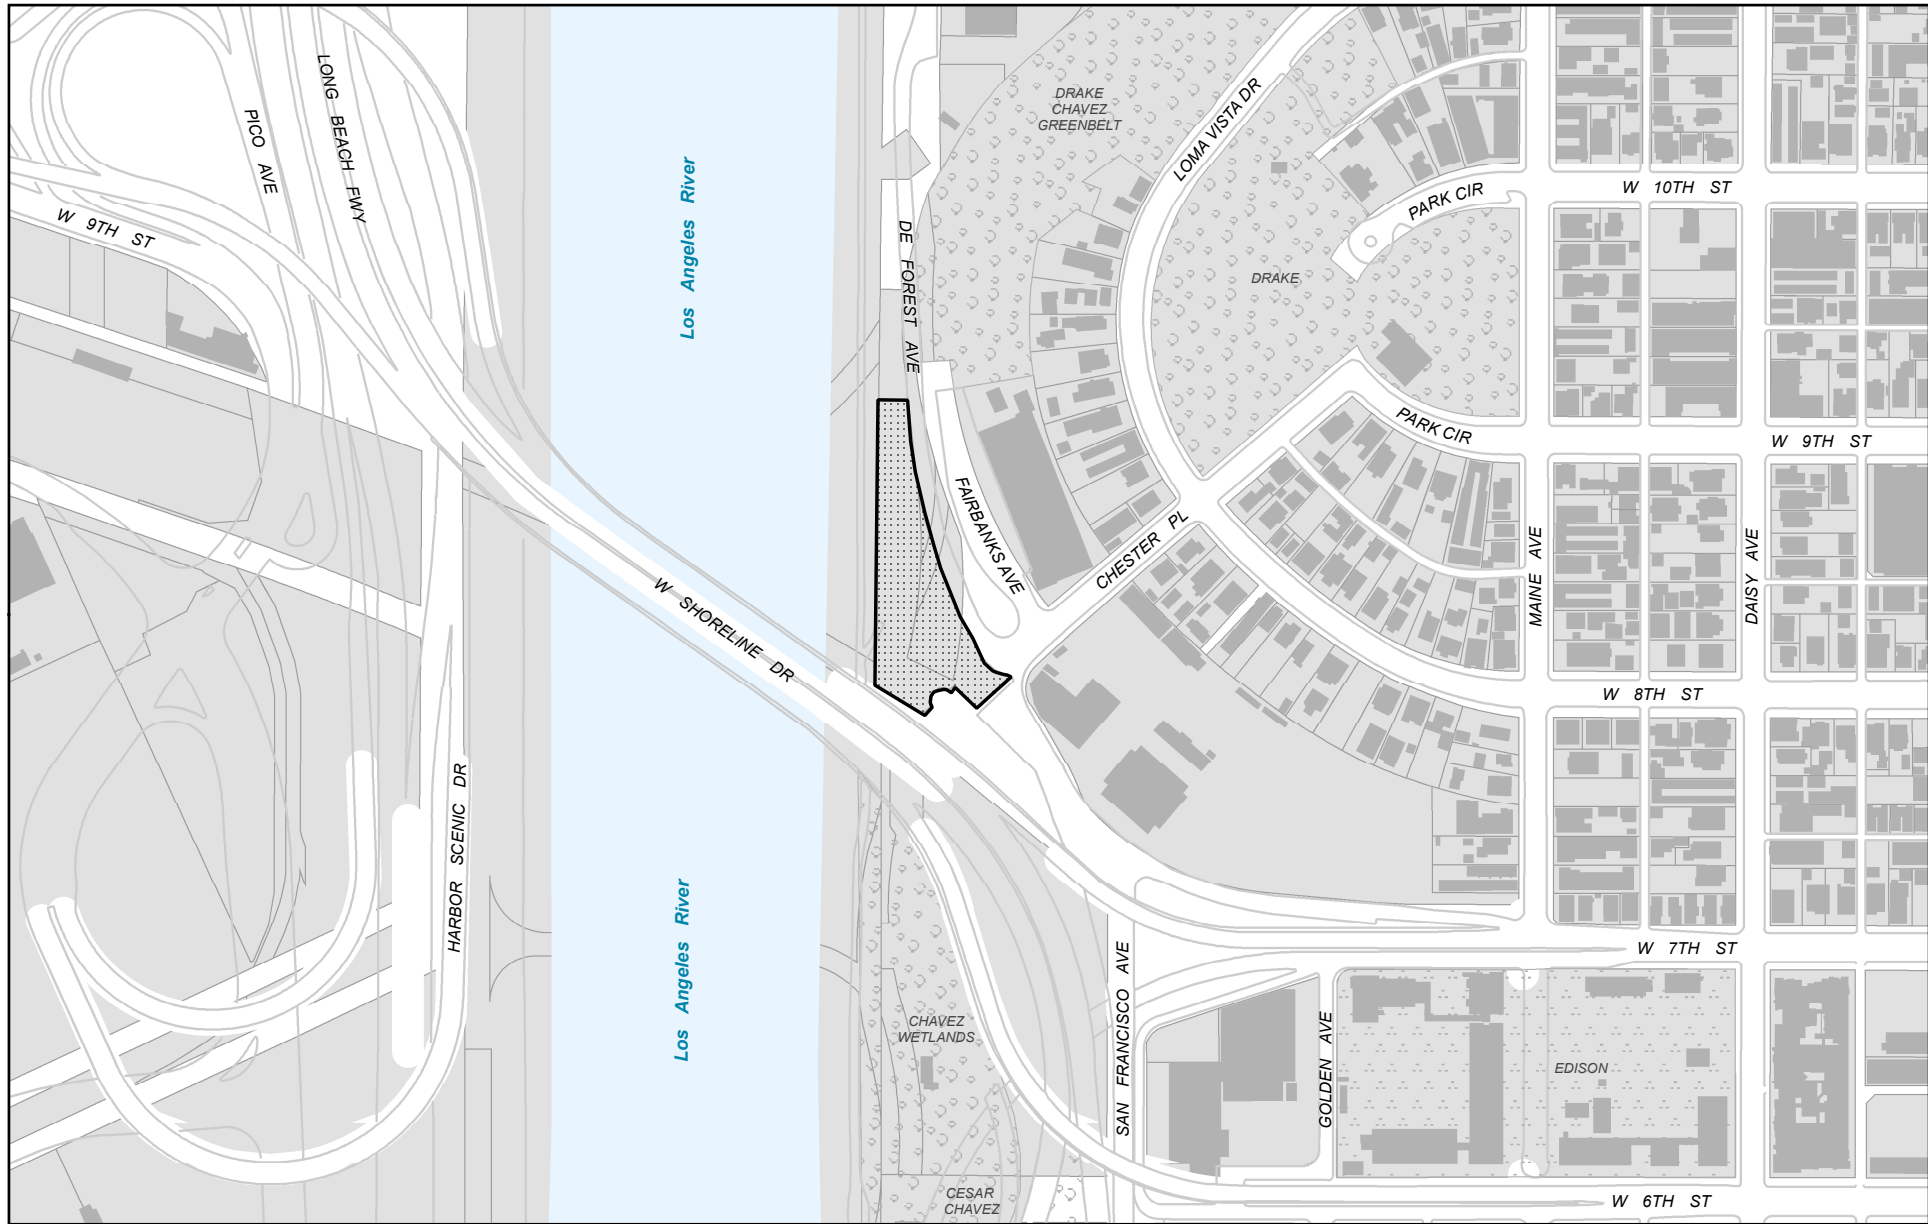 LONG BEACH FWY
PICO AVE
W 9TH ST
Los Angeles River
DRAKE
CHAVEZ
GREENBELT
LOMA VISTA DR
W 10TH ST
PARK CIR
DE FOREST AVE
DRAKE
PARK CIR
W 9TH ST
FAIRBANKS AVE
CHESTER PL
MAINE AVE
DAISY AVE
W SHORELINE DR
W 8TH ST
HARBOR SCENIC DR
Los Angeles River
SAN FRANCISCO AVE
W 7TH ST
CHAVEZ
WETLANDS
GOLDEN AVE
EDISON
CESAR
CHAVEZ
W 6TH ST